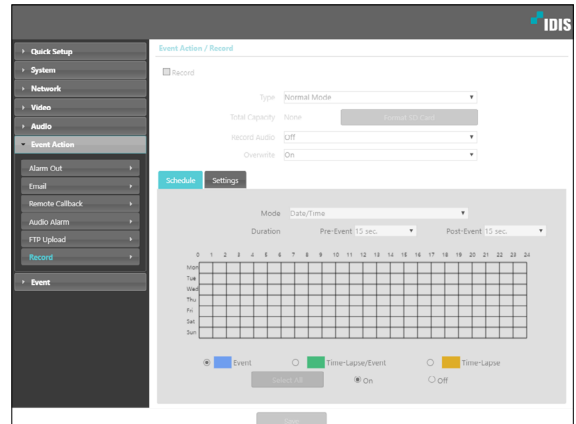 IDIS
Quick Setup
System
Network
Video
Audio
Event Action
Alarm Out
Email
Remote Callback
Audio Alarm
FTP Upload
Record
Event
Event Action / Record
Record
Type Normal Mode
Total Capacity None Format SD Card
Record Audio Off
Overwrite On
Schedule Settings
Mode Date/Time
Duration Pre-Event 15 sec. Post-Event 15 sec.
0 1 2 3 4 5 6 7 8 9 10 11 12 13 14 15 16 17 18 19 20 21 22 23 24
Mon
Tue
Wed
Thu
Fri
Sat
Sun
Event Time-Lapse/Event Time-Lapse
Select All On Off
Save